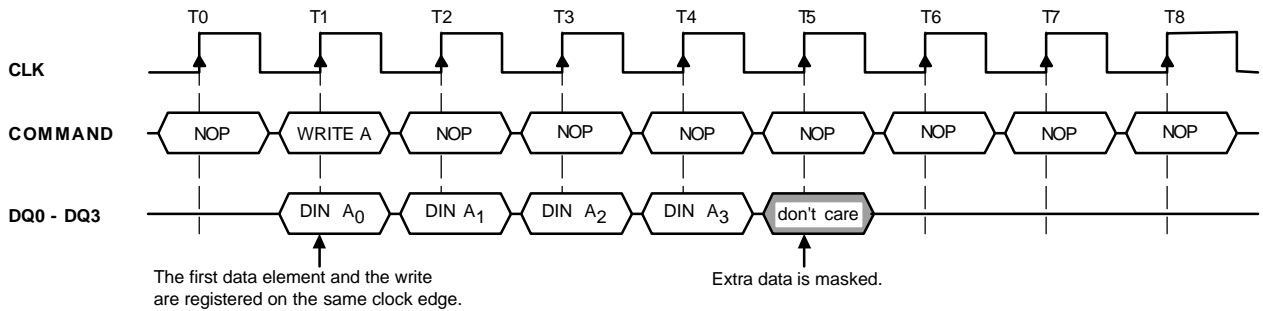 T0 T1 T2 T3 T4 T5 T6 T7 T8
CLK
COMMAND NOP WRITE A NOP NOP NOP NOP NOP NOP NOP
DQ0 - DQ3 DIN A0 DIN A1 DIN A2 DIN A3 don't care
The first data element and the write
are registered on the same clock edge.
Extra data is masked.